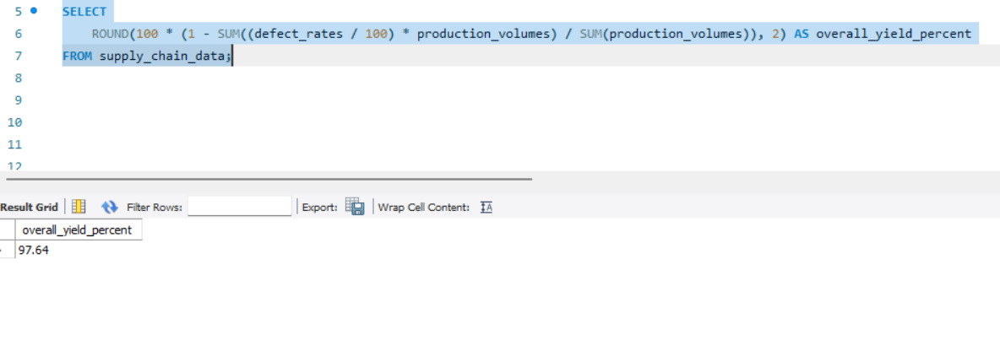 5 SELECT
6 ROUND(100 * (1 - SUM((defect_rates / 100) * production_volumes) / SUM(production_volumes)), 2) AS overall_yield_percent
7 FROM supply_chain_data;
8
9
10
11
12
Result Grid Filter Rows: Export: Wrap Cell Content:
overall_yield_percent
97.64